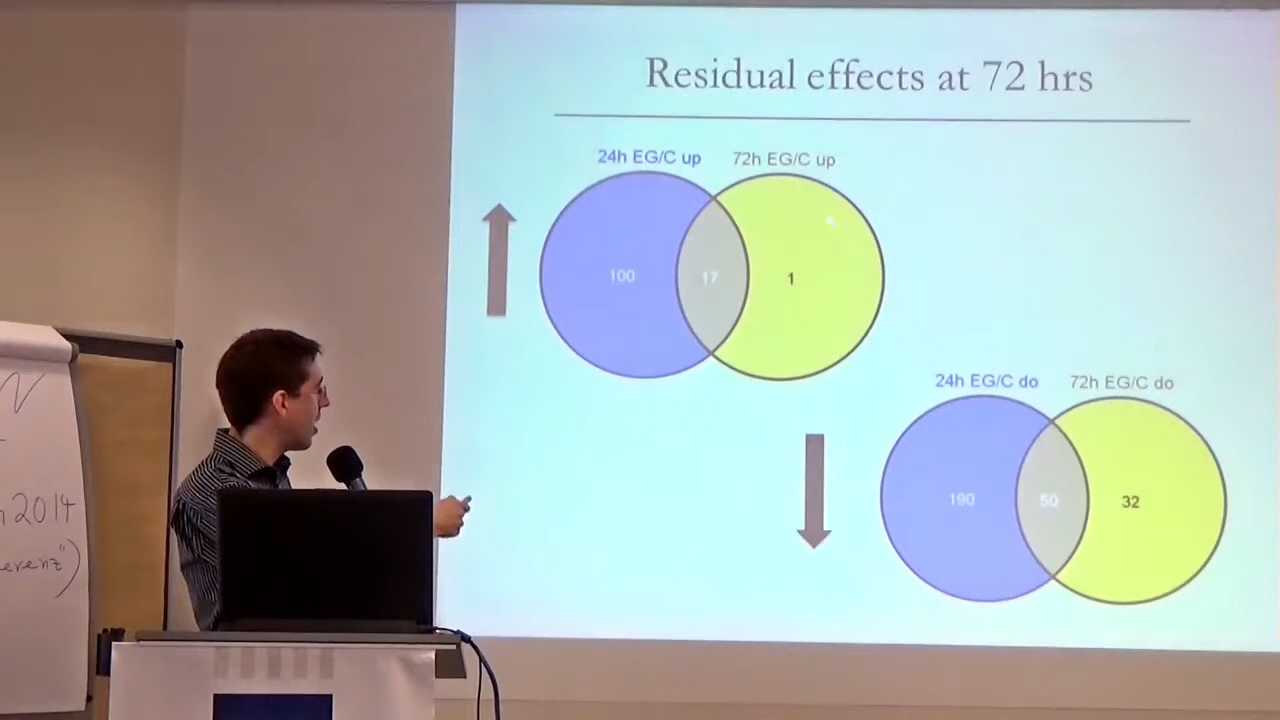 Residual effects at 72 hrs
24h EG/C up
72h EG/C up
100
17
1
24h EG/C do
72h EG/C do
190
50
32
2014